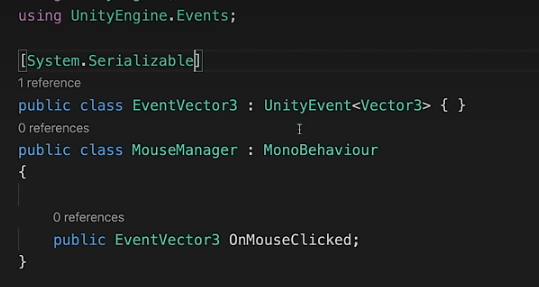 using UnityEngine.Events;
[System.Serializable]
1 reference
public class EventVector3 : UnityEvent<Vector3> { }
0 references
public class MouseManager : MonoBehaviour
{
0 references
public EventVector3 OnMouseClicked;
}